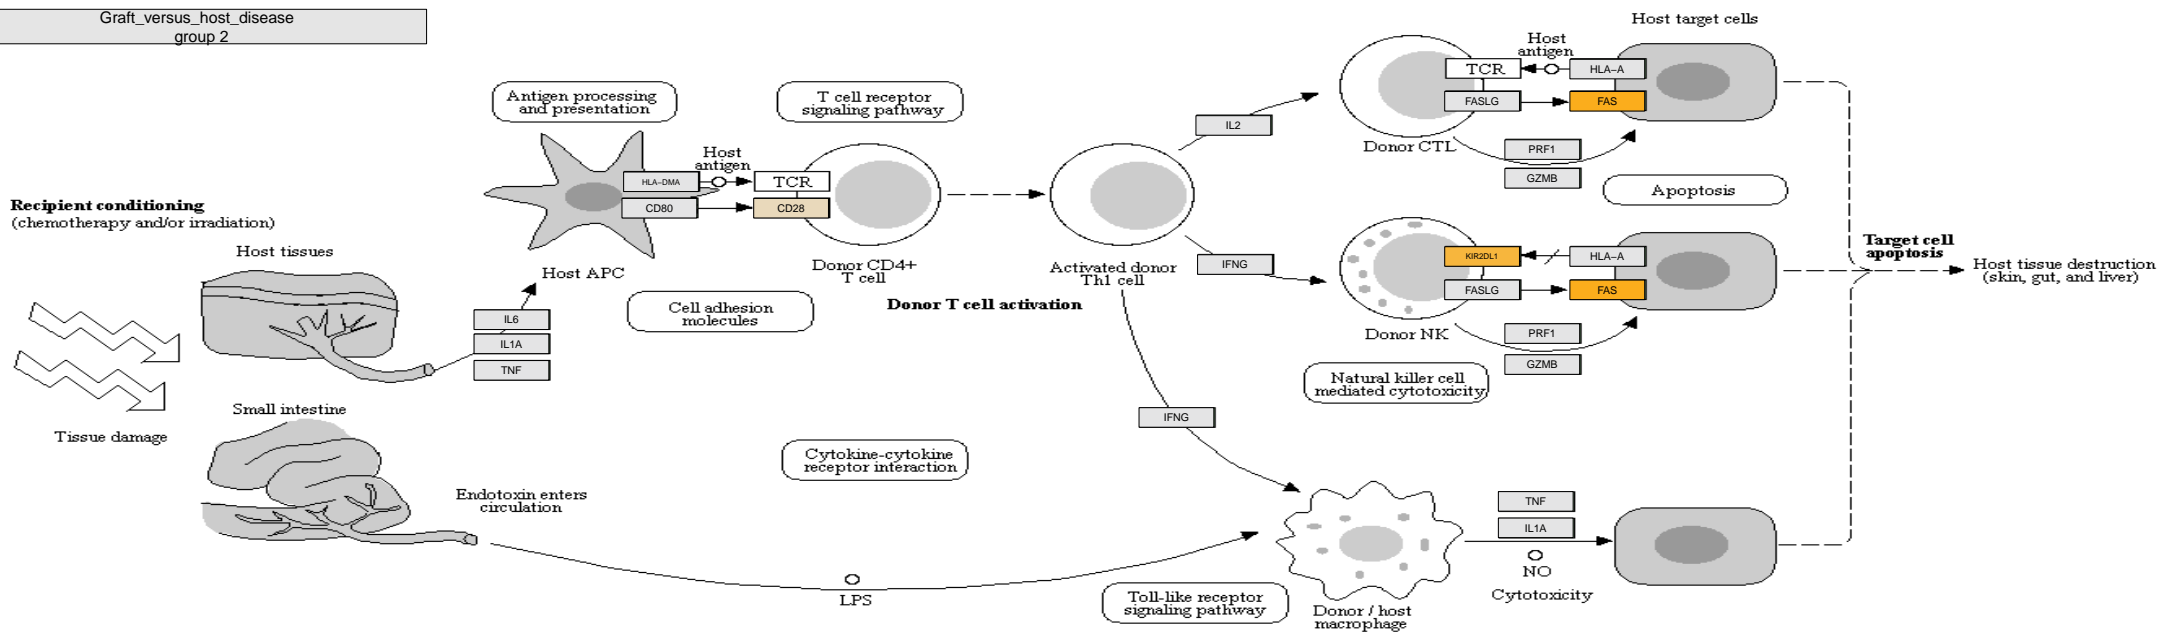 Graft_versus_host_disease
group 2
Recipient conditioning
(chemotherapy and/or irradiation)
Host tissues
Tissue damage
Small intestine
Endotoxin enters
circulation
IL6
IL1A
TNF
Antigen processing
and presentation
Host APC
HLA−DMA
CD80
Host
antigen
T cell receptor
signaling pathway
TCR
CD28
Donor CD4+
T cell
Cell adhesion
molecules
Donor T cell activation
Cytokine-cytokine
receptor interaction
LPS
Activated donor
Th1 cell
IL2
IFNG
IFNG
Host target cells
Host
antigen
TCR
HLA−A
FASLG
FAS
Donor CTL
PRF1
GZMB
Apoptosis
KIR2DL1
HLA−A
FASLG
FAS
Donor NK
PRF1
GZMB
Natural killer cell
mediated cytotoxicity
Target cell
apoptosis
Host tissue destruction
(skin, gut, and liver)
TNF
IL1A
NO
Cytotoxicity
Toll-like receptor
signaling pathway
Donor / host
macrophage